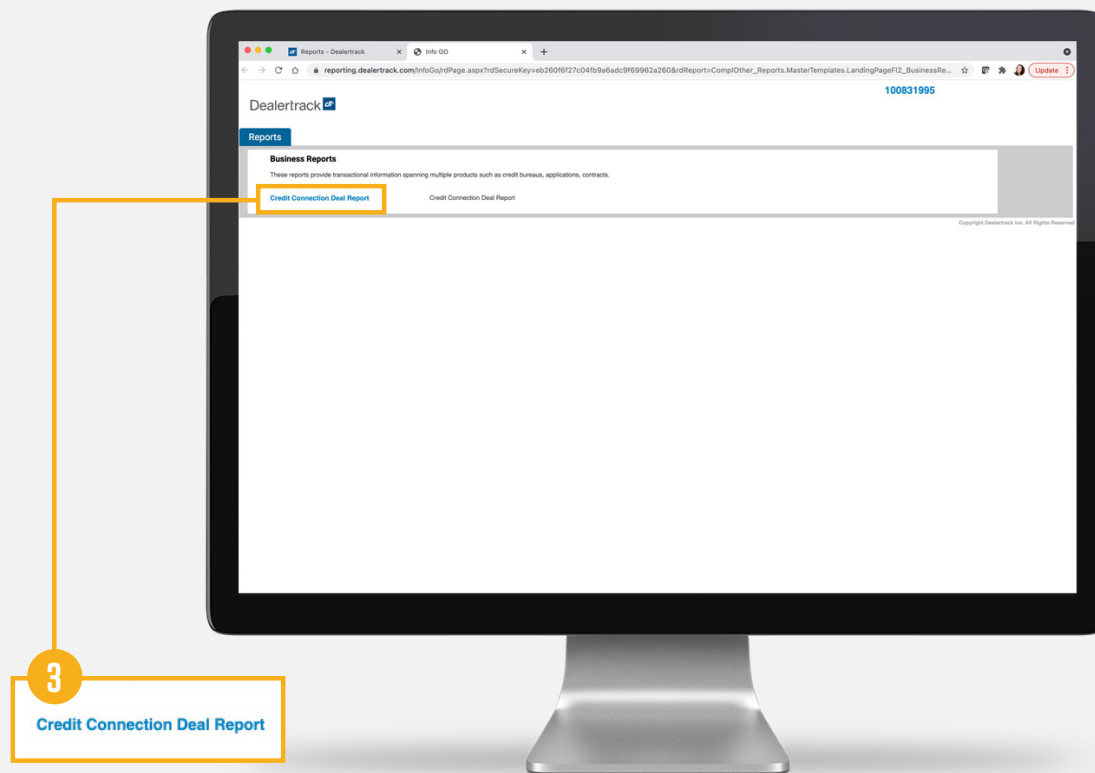 Reports - Dealertrack
Info GO
reporting.dealertrack.com/InfoGo/rdPage.aspx?rdSecureKey=eb260f6f27c04fb9a6adc9f69962a260&rdReport=ComplOther_Reports.MasterTemplates.LandingPageFI2_BusinessRe...
Update
100831995
Dealertrack
Reports
Business Reports
These reports provide transactional information spanning multiple products such as credit bureaus, applications, contracts.
Credit Connection Deal Report
Credit Connection Deal Report
Copyright Dealertrack Inc. All Rights Reserved
3
Credit Connection Deal Report